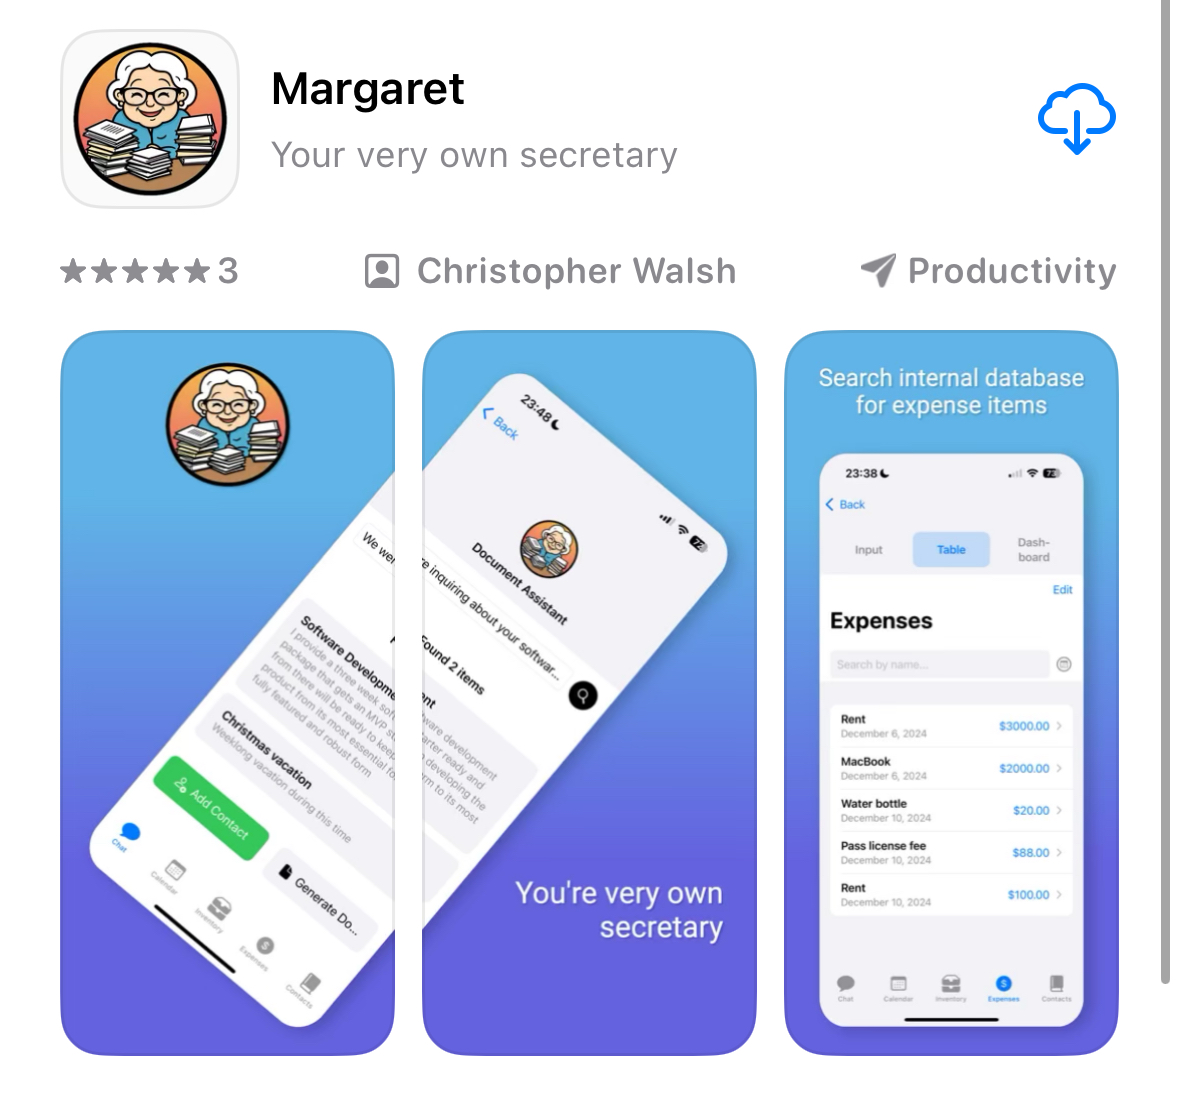 Margaret
Your very own secretary
★★★★★ 3
Christopher Walsh
Productivity
We wer
Software Developme
I provide a three week soft
package that gets an MVP st
from there will be ready to keep
product from its most essential fo
fully featured and robust form
Christmas vacation
Weeklong vacation during this time
Add Contact
Generate Do...
Chat
Calendar
Inventory
Expenses
Contacts
23:48
Back
Document Assistant
re inquiring about your softwar...
Found 2 items
ent
tware development
arter ready and
developing the
rm to its most
You're very own
secretary
Search internal database
for expense items
23:38
73
Back
Input
Table
Dash-
board
Edit
Expenses
Search by name...
Rent
December 6, 2024
$3000.00
MacBook
December 6, 2024
$2000.00
Water bottle
December 10, 2024
$20.00
Pass license fee
December 10, 2024
$88.00
Rent
December 10, 2024
$100.00
Chat
Calendar
Inventory
Expenses
Contacts